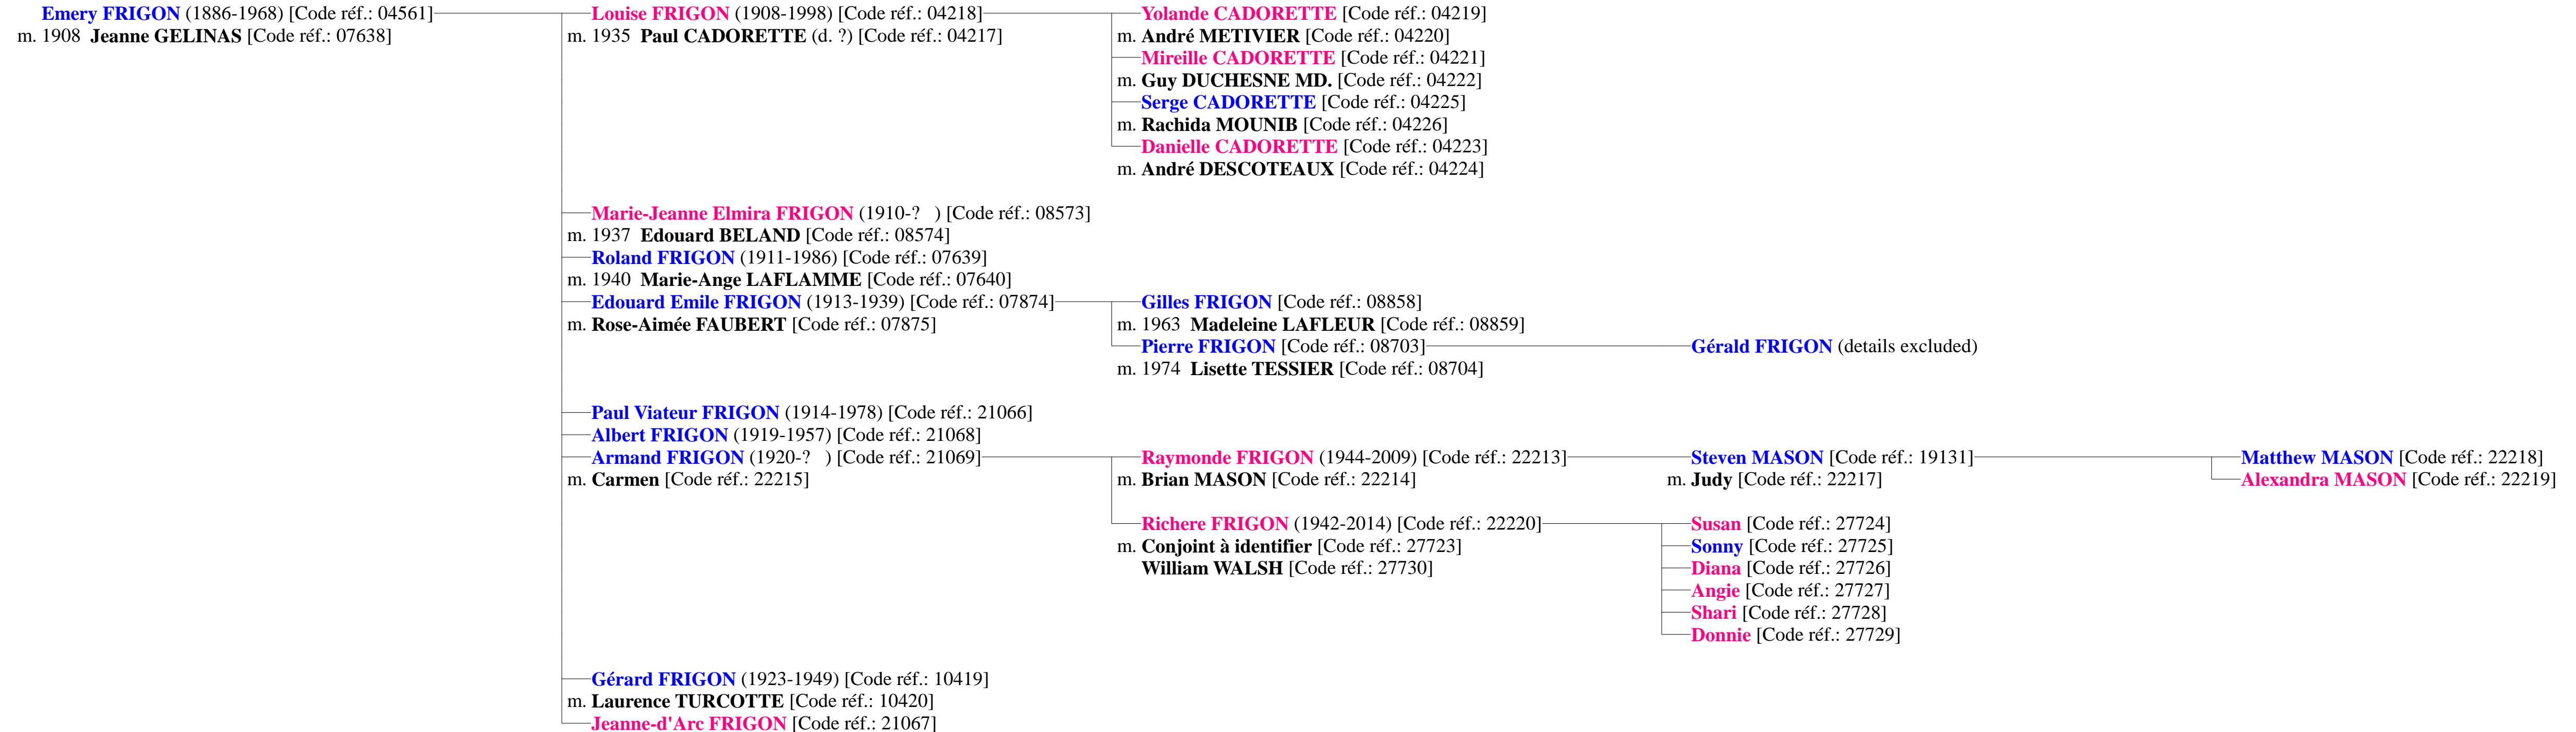 Emery FRIGON (1886-1968) [Code réf.: 04561] Louise FRIGON (1908-1998) [Code réf.: 04218] Yolande CADORETTE [Code réf.: 04219]
m. 1908 Jeanne GELINAS [Code réf.: 07638] m. 1935 Paul CADORETTE (d. ?) [Code réf.: 04217] m. André METIVIER [Code réf.: 04220]
Mireille CADORETTE [Code réf.: 04221]
m. Guy DUCHESNE MD. [Code réf.: 04222]
Serge CADORETTE [Code réf.: 04225]
m. Rachida MOUNIB [Code réf.: 04226]
Danielle CADORETTE [Code réf.: 04223]
m. André DESCOTEAUX [Code réf.: 04224]
Marie-Jeanne Elmira FRIGON (1910-? ) [Code réf.: 08573]
m. 1937 Edouard BELAND [Code réf.: 08574]
Roland FRIGON (1911-1986) [Code réf.: 07639]
m. 1940 Marie-Ange LAFLAMME [Code réf.: 07640]
Edouard Emile FRIGON (1913-1939) [Code réf.: 07874] Gilles FRIGON [Code réf.: 08858]
m. Rose-Aimée FAUBERT [Code réf.: 07875] m. 1963 Madeleine LAFLEUR [Code réf.: 08859]
Pierre FRIGON [Code réf.: 08703] Gérald FRIGON (details excluded)
m. 1974 Lisette TESSIER [Code réf.: 08704]
Paul Viateur FRIGON (1914-1978) [Code réf.: 21066]
Albert FRIGON (1919-1957) [Code réf.: 21068]
Armand FRIGON (1920-? ) [Code réf.: 21069] Raymonde FRIGON (1944-2009) [Code réf.: 22213] Steven MASON [Code réf.: 19131] Matthew MASON [Code réf.: 22218]
m. Carmen [Code réf.: 22215] m. Brian MASON [Code réf.: 22214] m. Judy [Code réf.: 22217] Alexandra MASON [Code réf.: 22219]
Richere FRIGON (1942-2014) [Code réf.: 22220] Susan [Code réf.: 27724]
m. Conjoint à identifier [Code réf.: 27723] Sonny [Code réf.: 27725]
William WALSH [Code réf.: 27730] Diana [Code réf.: 27726]
Angie [Code réf.: 27727]
Shari [Code réf.: 27728]
Donnie [Code réf.: 27729]
Gérard FRIGON (1923-1949) [Code réf.: 10419]
m. Laurence TURCOTTE [Code réf.: 10420]
Jeanne-d'Arc FRIGON [Code réf.: 21067]